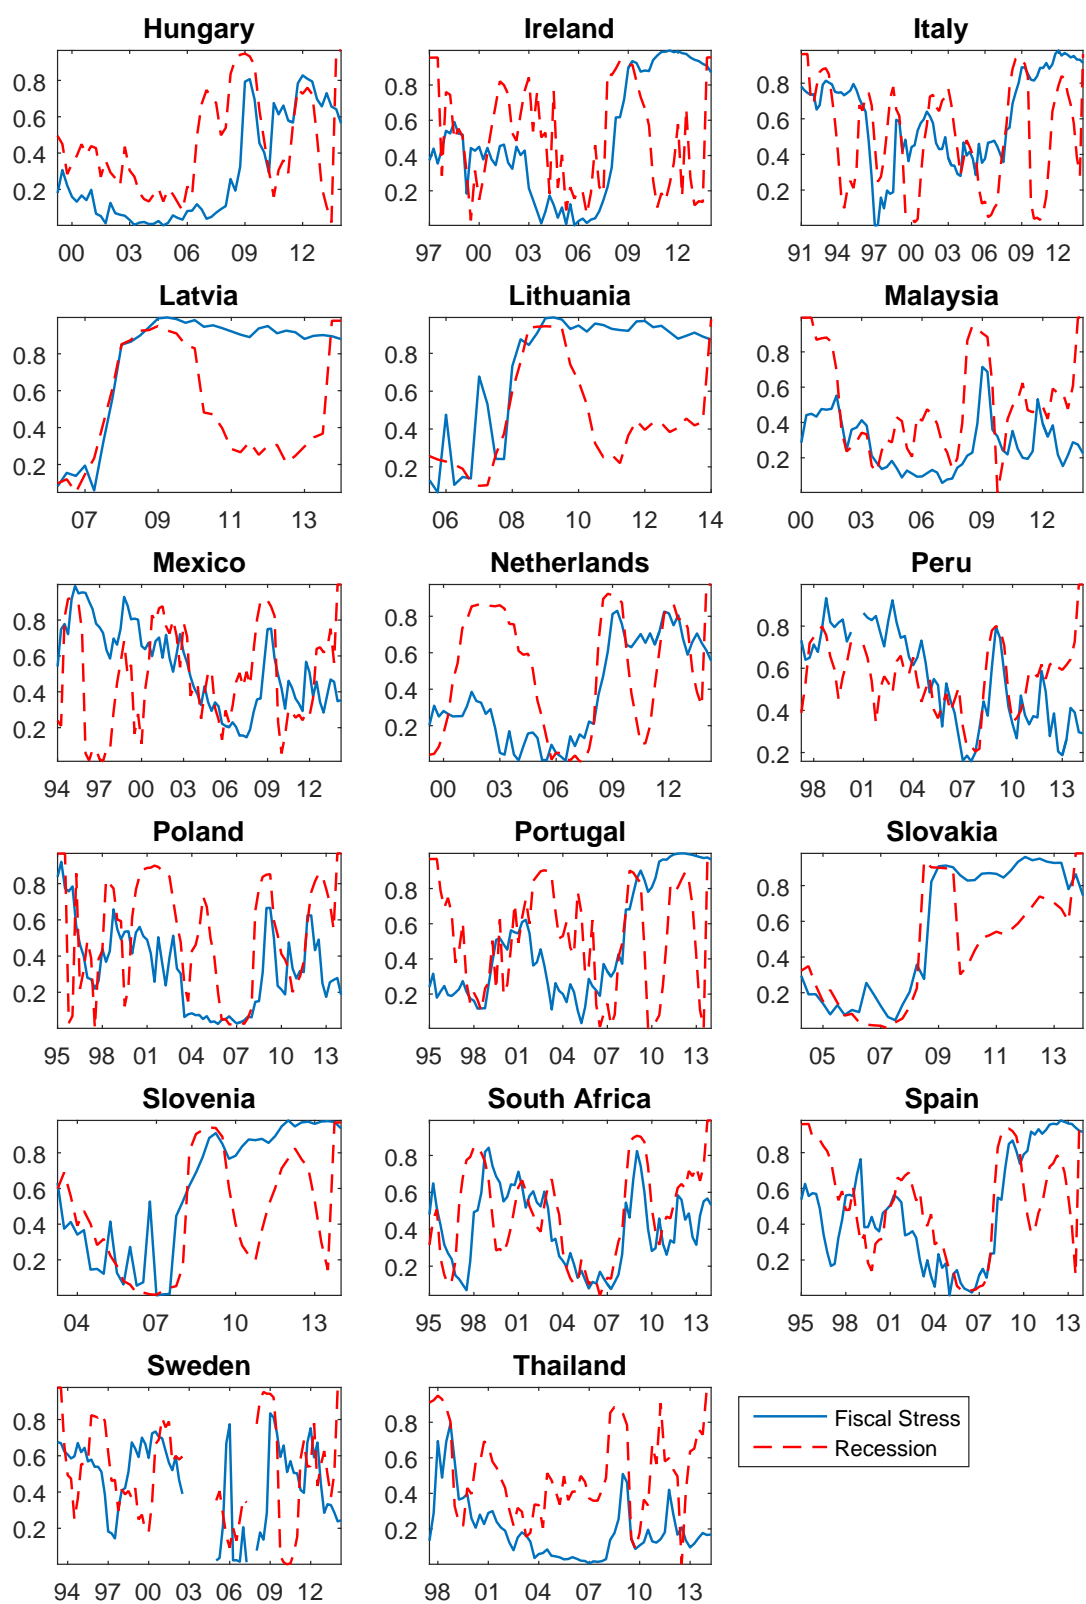 Hungary Ireland Italy
0.8 0.8 0.8
0.6 0.6 0.6
0.4 0.4 0.4
0.2 0.2 0.2
00 03 06 09 12 97 00 03 06 09 12 91 94 97 00 03 06 09 12
Latvia Lithuania Malaysia
0.8 0.8 0.8
0.6 0.6 0.6
0.4 0.4 0.4
0.2 0.2 0.2
07 09 11 13 06 08 10 12 14 00 03 06 09 12
Mexico Netherlands Peru
0.8 0.8 0.8
0.6 0.6 0.6
0.4 0.4 0.4
0.2 0.2 0.2
94 97 00 03 06 09 12 00 03 06 09 12 98 01 04 07 10 13
Poland Portugal Slovakia
0.8 0.8 0.8
0.6 0.6 0.6
0.4 0.4 0.4
0.2 0.2 0.2
95 98 01 04 07 10 13 95 98 01 04 07 10 13 05 07 09 11 13
Slovenia South Africa Spain
0.8 0.8 0.8
0.6 0.6 0.6
0.4 0.4 0.4
0.2 0.2 0.2
04 07 10 13 95 98 01 04 07 10 13 95 98 01 04 07 10 13
Sweden Thailand
0.8 0.8
0.6 0.6
0.4 0.4
0.2 0.2
94 97 00 03 06 09 12 98 01 04 07 10 13
Fiscal Stress
Recession